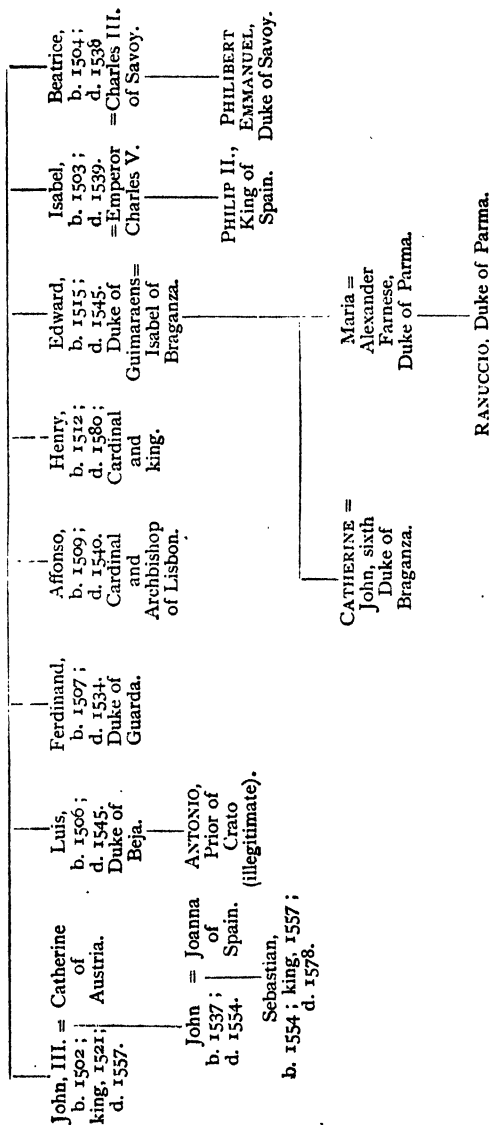 John, III. = Catherine
b. 1502 ; of
king, 1521; Austria.
d. 1557.
John = Joanna
b. 1537 ; of
d. 1554. Spain.
Sebastian,
b. 1554 ; king, 1557 ;
d. 1578.
Luis,
b. 1506 ;
d. 1545.
Duke of
Beja.
ANTONIO,
Prior of
Crato
(illegitimate).
Ferdinand,
b. 1507 ;
d. 1534.
Duke of
Guarda.
Affonso,
b. 1509 ;
d. 1540.
Cardinal
and
Archbishop
of Lisbon.
Henry,
b. 1512 ;
d. 1580 ;
Cardinal
and
king.
Edward,
b. 1515 ;
d. 1545.
Duke of
Guimaraens=
Isabel of
Braganza.
CATHERINE =
John, sixth
Duke of
Braganza.
Maria =
Alexander
Farnese,
Duke of Parma.
RANUCCIO, Duke of Parma.
Isabel,
b. 1503 ;
d. 1539.
=Emperor
Charles V.
PHILIP II.,
King of
Spain.
Beatrice,
b. 1504 ;
d. 1538
=Charles III.
of Savoy.
PHILIBERT
EMMANUEL,
Duke of Savoy.